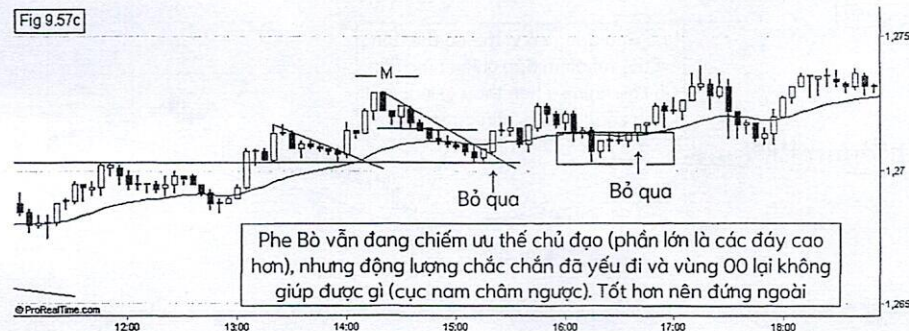 Fig 9.57c
1,275
M
Bỏ qua
Bỏ qua
1,27
Phe Bò vẫn đang chiếm ưu thế chủ đạo (phần lớn là các đáy cao
hơn), nhưng động lượng chắc chắn đã yếu đi và vùng 00 lại không
giúp được gì (cục nam châm ngược). Tốt hơn nên đứng ngoài
1,265
© ProRealTime.com
12:00 13:00 14:00 15:00 16:00 17:00 18:00